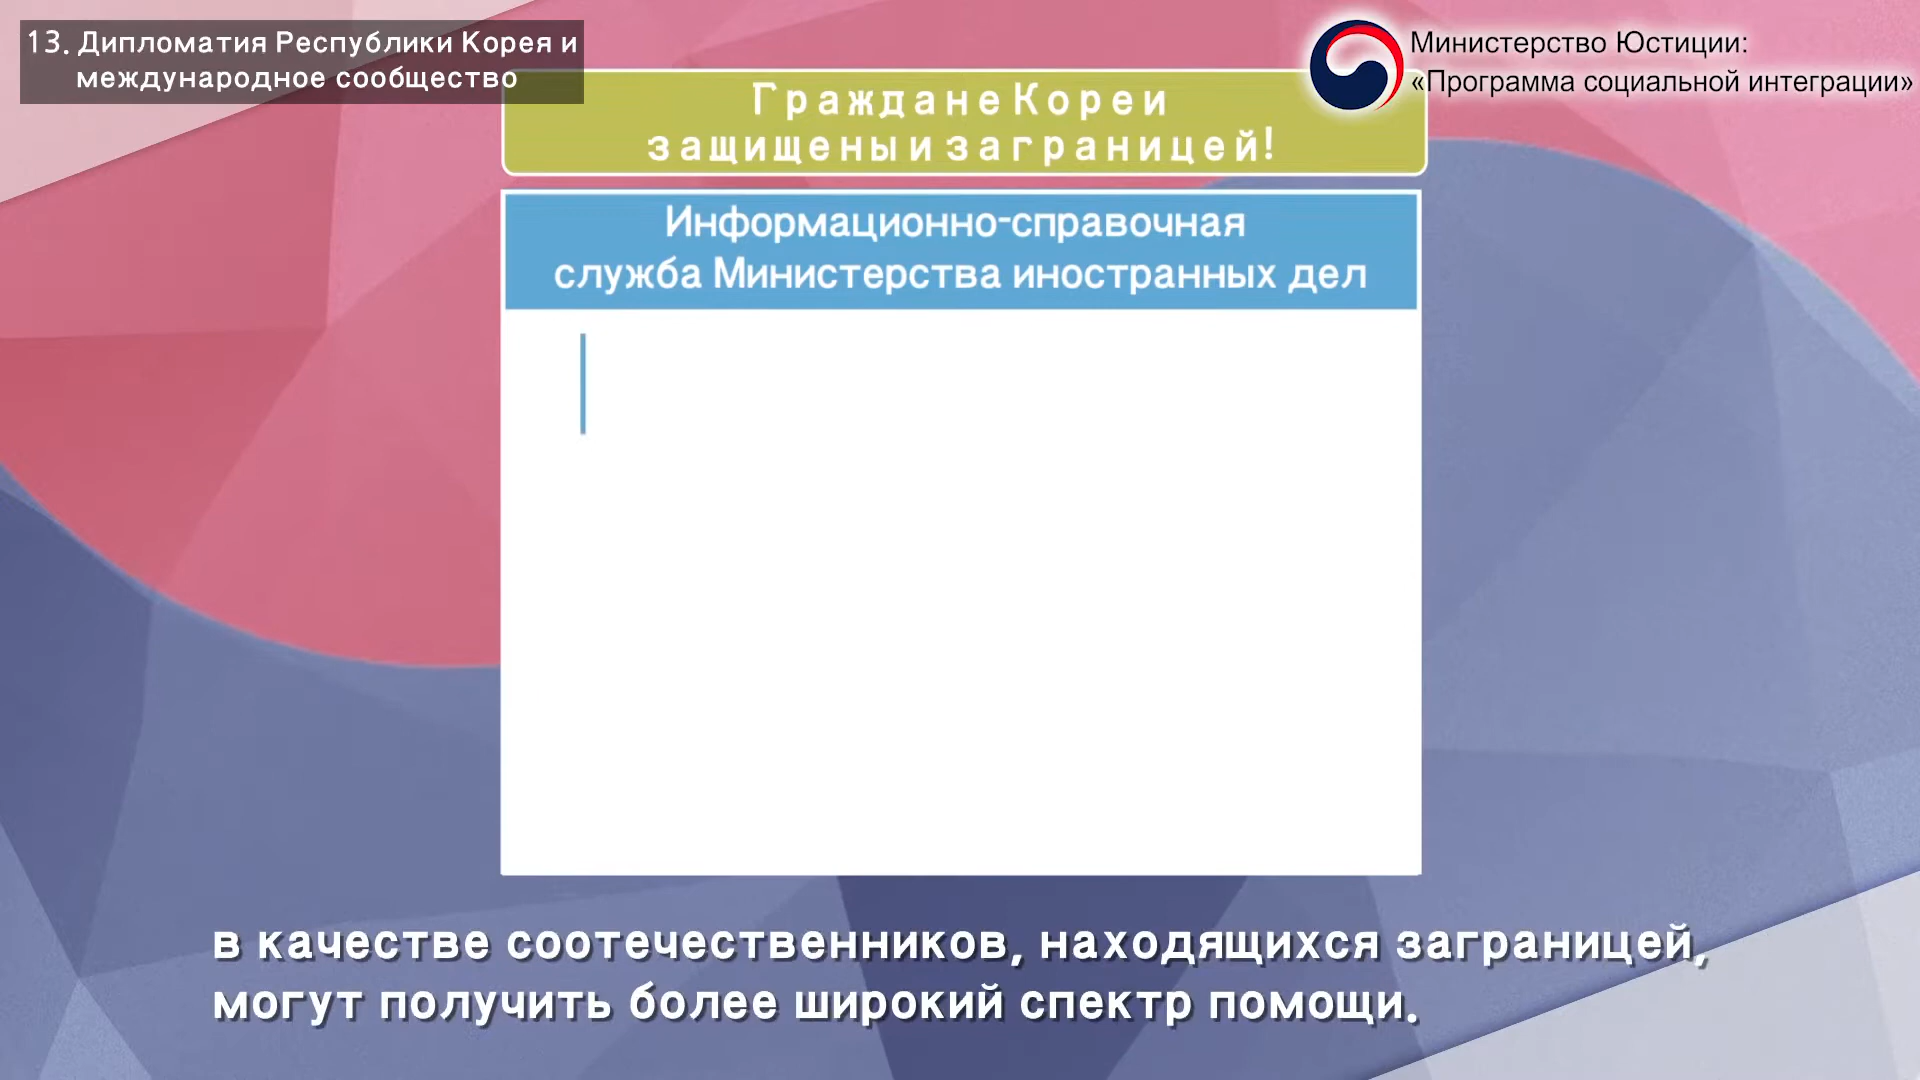 13. Дипломатия Республики Корея и
международное сообщество
Министерство Юстиции:
«Программа социальной интеграции»
Граждане Кореи
защищены и заграницей!
Информационно-справочная
служба Министерства иностранных дел
в качестве соотечественников, находящихся заграницей,
могут получить более широкий спектр помощи.